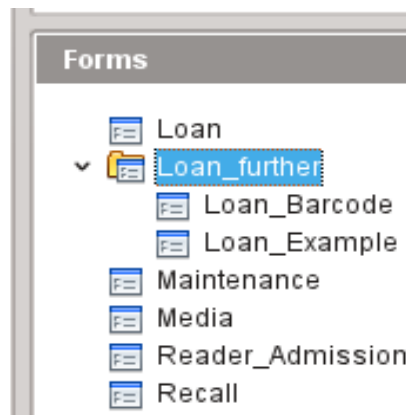 Forms
Loan
Loan_further
Loan_Barcode
Loan_Example
Maintenance
Media
Reader_Admission
Recall